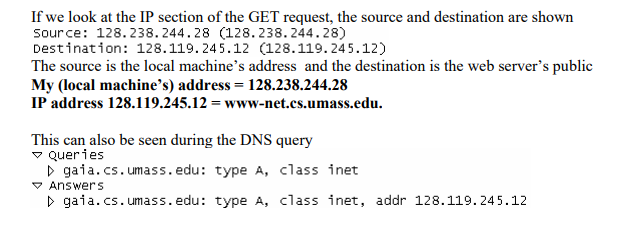 If we look at the IP section of the GET request, the source and destination are shown
Source: 128.238.244.28 (128.238.244.28)
Destination: 128.119.245.12 (128.119.245.12)
The source is the local machine's address and the destination is the web server's public
My (local machine's) address = 128.238.244.28
IP address 128.119.245.12 = www-net.cs.umass.edu.
This can also be seen during the DNS query
Queries
gaia.cs.umass.edu: type A, class inet
Answers
gaia.cs.umass.edu: type A, class inet, addr 128.119.245.12